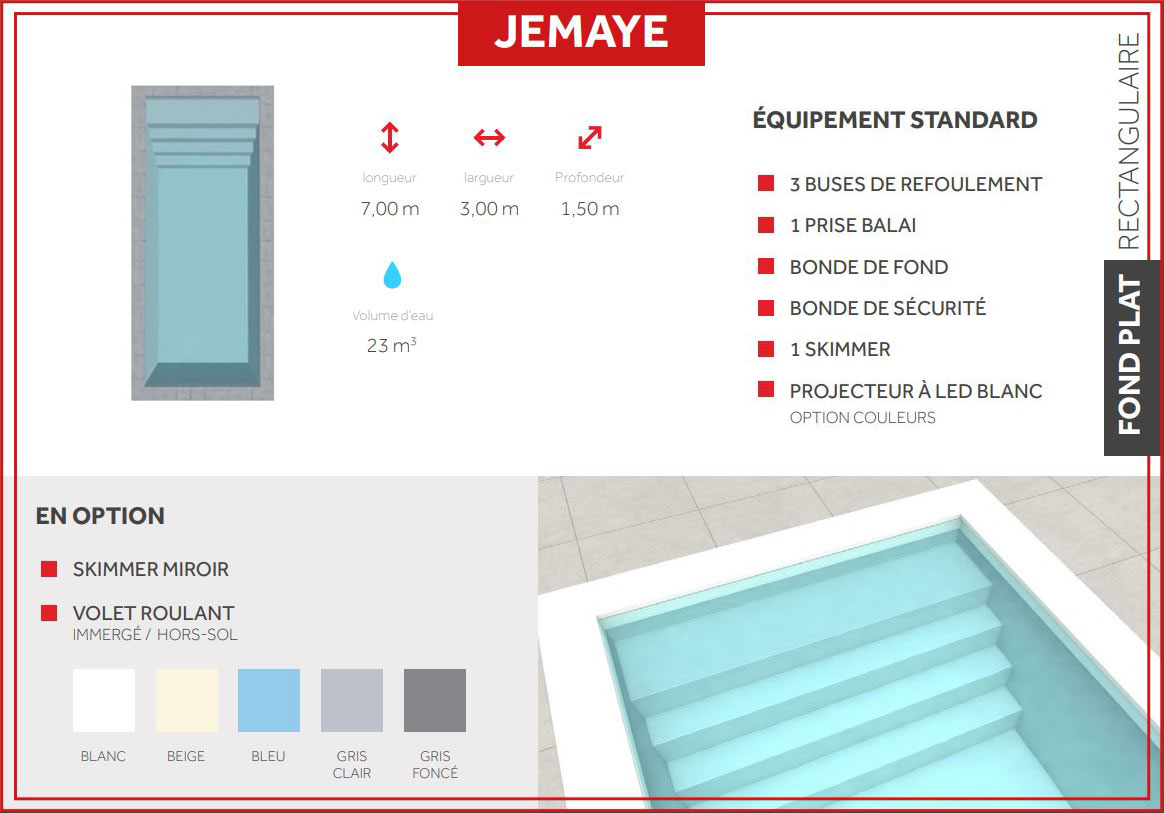 JEMAYE
longueur
7,00 m
largueur
3,00 m
Profondeur
1,50 m
Volume d'eau
23 m³
ÉQUIPEMENT STANDARD
3 BUSES DE REFOULEMENT
1 PRISE BALAI
BONDE DE FOND
BONDE DE SÉCURITÉ
1 SKIMMER
PROJECTEUR À LED BLANC
OPTION COULEURS
FOND PLAT RECTANGULAIRE
EN OPTION
SKIMMER MIROIR
VOLET ROULANT
IMMERGÉ / HORS-SOL
BLANC
BEIGE
BLEU
GRIS
CLAIR
GRIS
FONCÉ